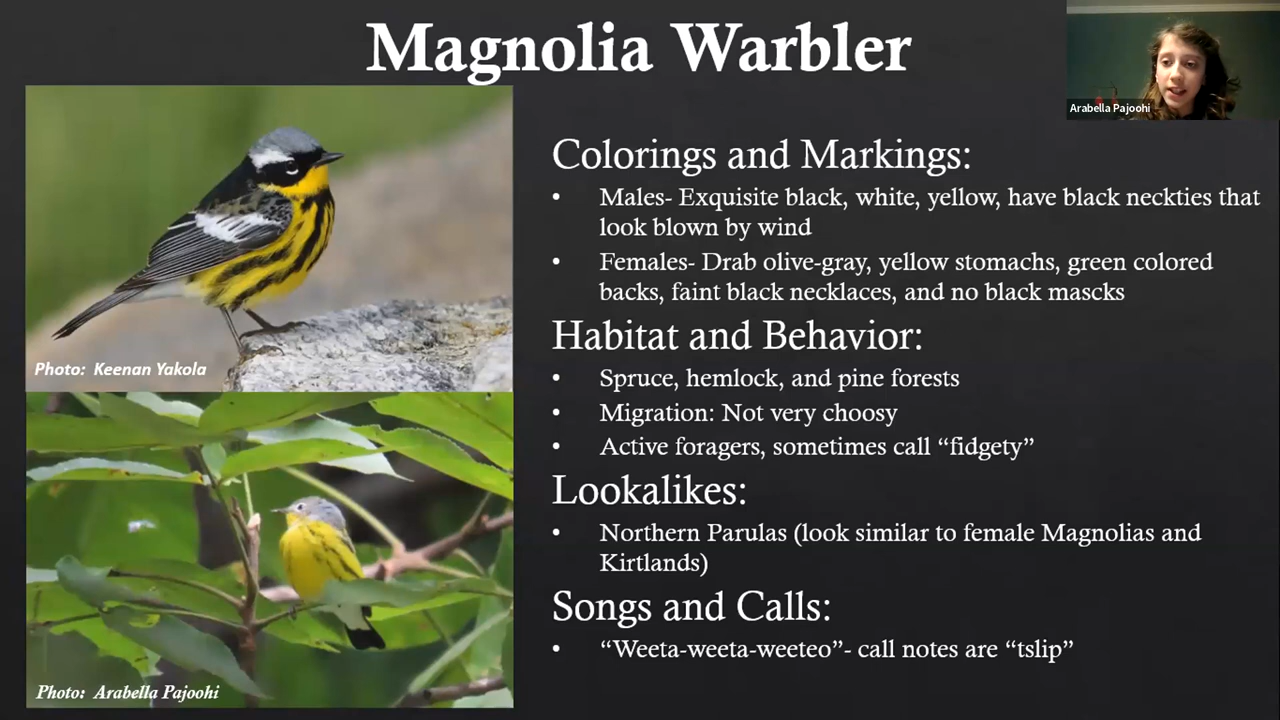 Magnolia Warbler
Arabella Pajoohi
Photo: Keenan Yakola
Photo: Arabella Pajoohi
Colorings and Markings:
• Males- Exquisite black, white, yellow, have black neckties that
look blown by wind
• Females- Drab olive-gray, yellow stomachs, green colored
backs, faint black necklaces, and no black mascks
Habitat and Behavior:
• Spruce, hemlock, and pine forests
• Migration: Not very choosy
• Active foragers, sometimes call “fidgety”
Lookalikes:
• Northern Parulas (look similar to female Magnolias and
Kirtlands)
Songs and Calls:
• “Weeta-weeta-weeteo”- call notes are “tslip”